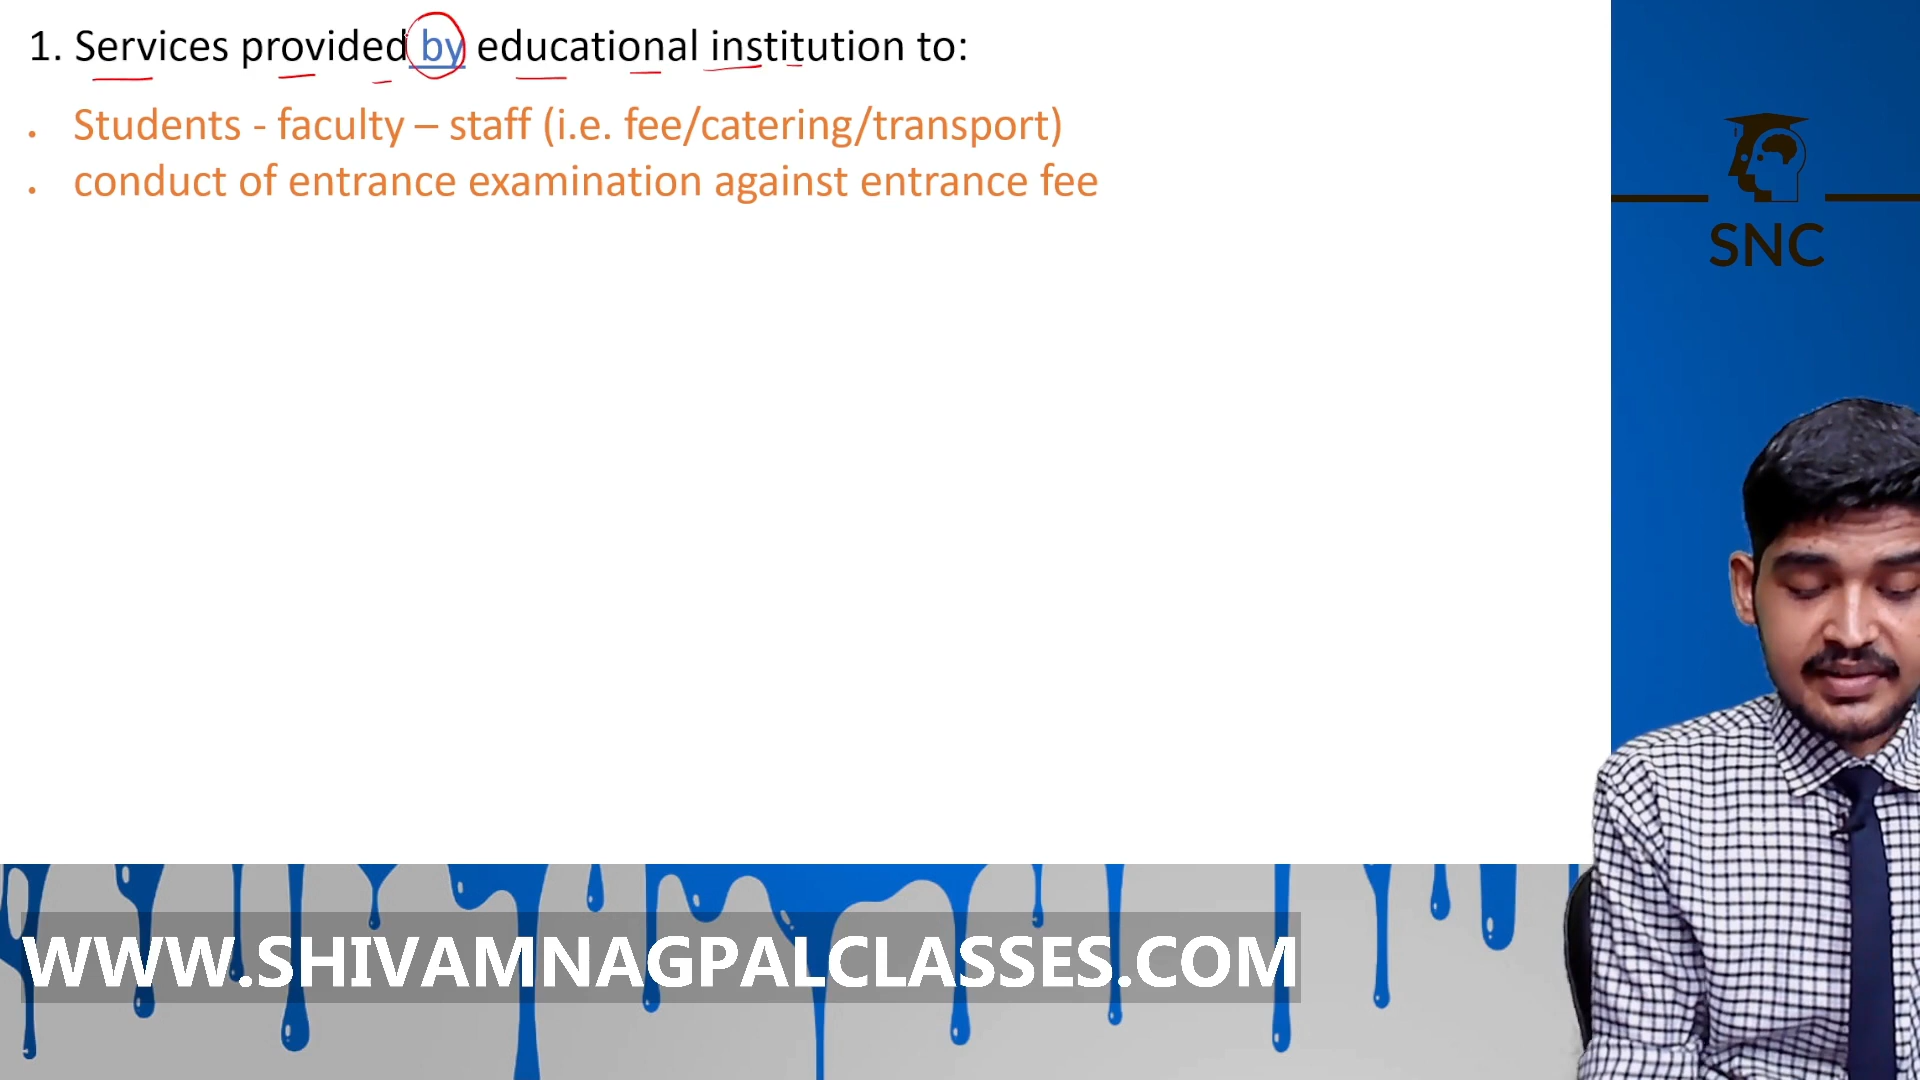 1. Services provided by educational institution to:
• Students - faculty – staff (i.e. fee/catering/transport)
• conduct of entrance examination against entrance fee
SNC
WWW.SHIVAMNAGPALCLASSES.COM